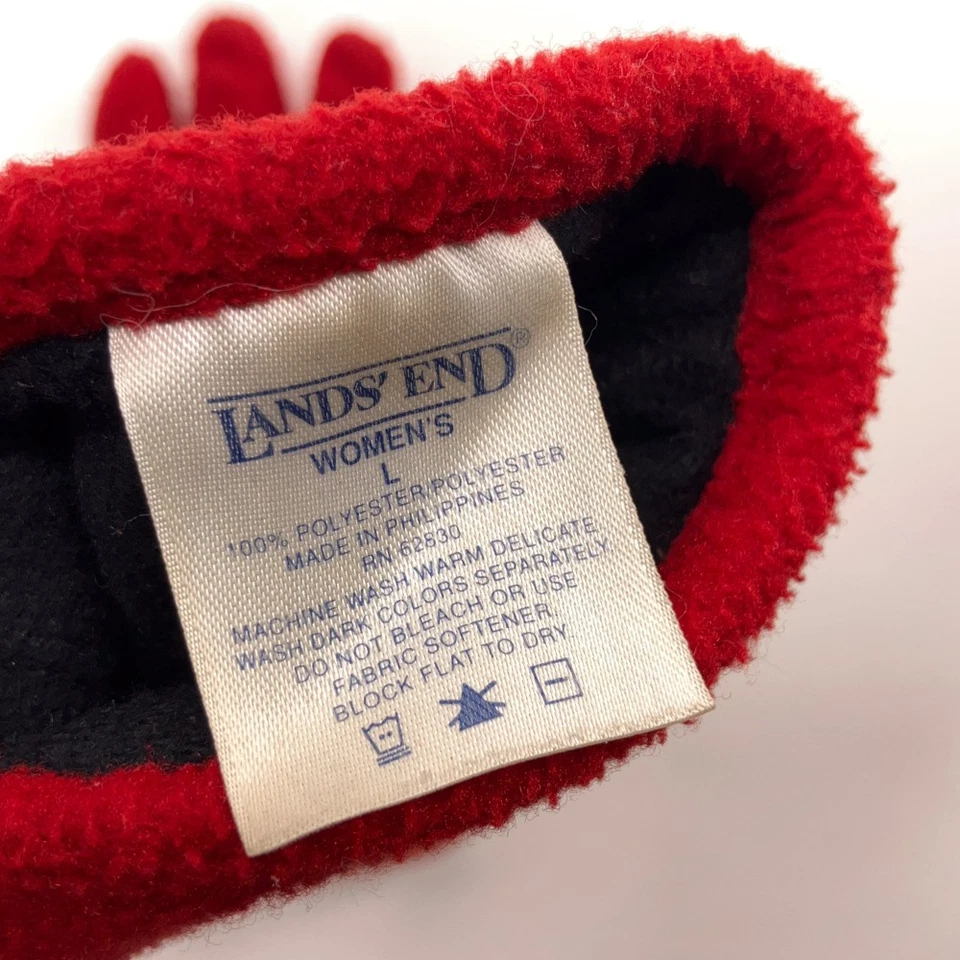 LANDS' END®
WOMEN'S
L
100% POLYESTER/POLYESTER
MADE IN PHILIPPINES
RN 62830
MACHINE WASH WARM DELICATE
WASH DARK COLORS SEPARATELY
DO NOT BLEACH OR USE
FABRIC SOFTENER
BLOCK FLAT TO DRY.